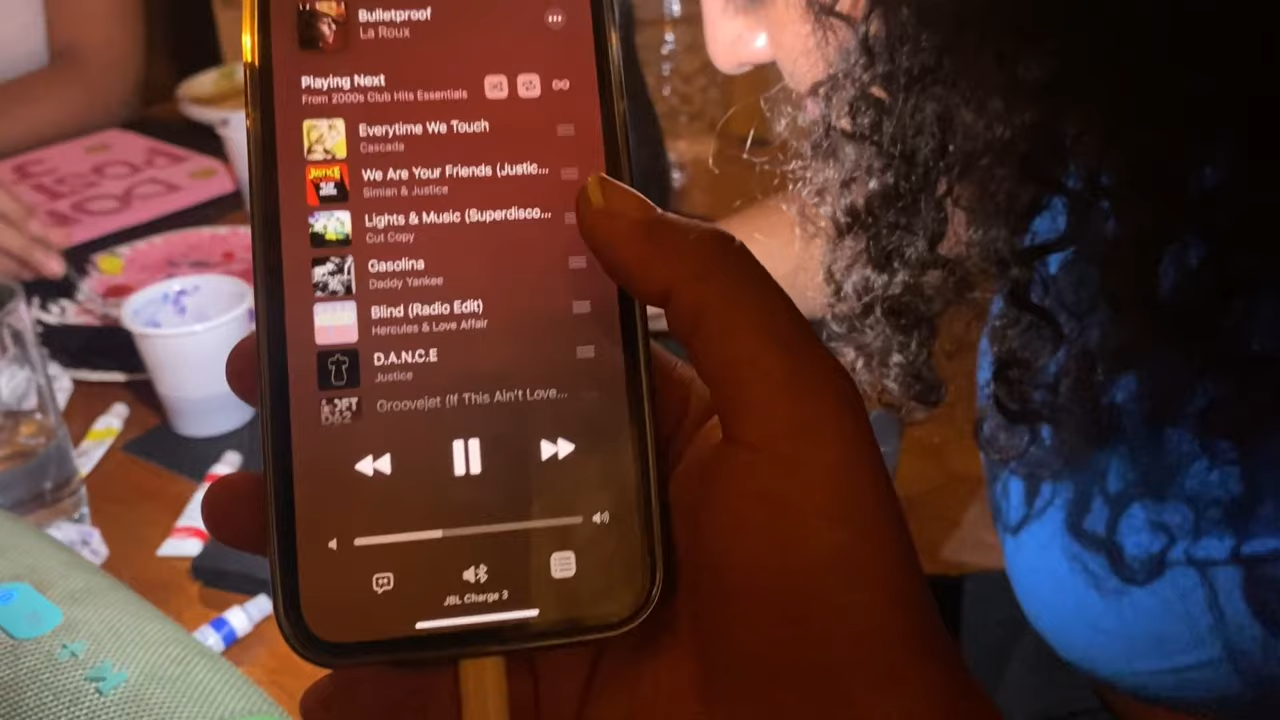 Bulletproof
La Roux
Playing Next
From 2000s Club Hits Essentials
Everytime We Touch
Cascada
We Are Your Friends (Justic...
Simian & Justice
Lights & Music (Superdisco...
Cut Copy
Gasolina
Daddy Yankee
Blind (Radio Edit)
Hercules & Love Affair
D.A.N.C.E
Justice
Groovejet (If This Ain't Love...
JBL Charge 3
JUSTICE